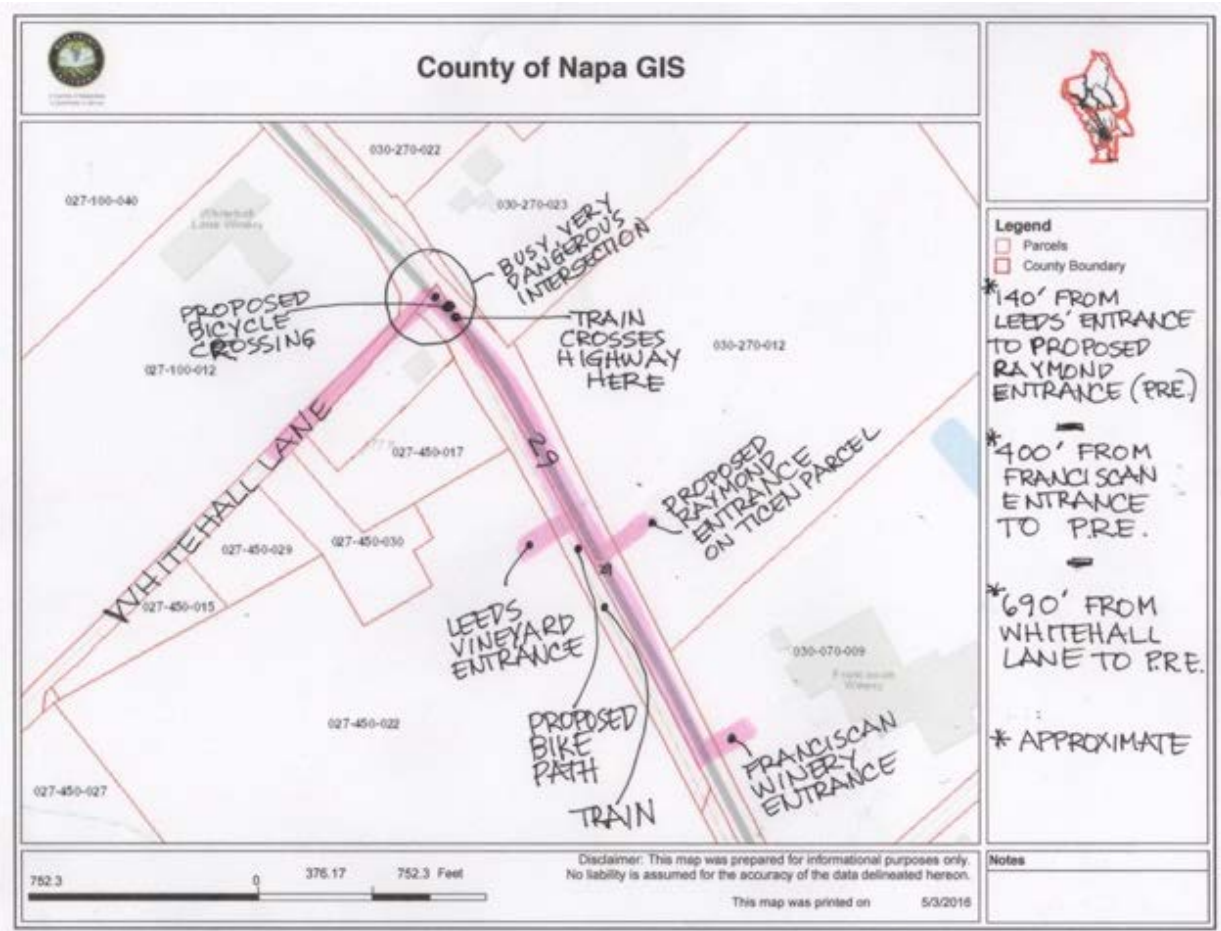 County of Napa GIS
030-270-022
027-100-040
Whitehall
Lane Winery
030-270-023
BUSY, VERY
DANGEROUS
INTERSECTION
PROPOSED
BICYCLE
CROSSING
TRAIN
CROSSES
HIGHWAY
HERE
030-270-012
027-100-012
WHITEHALL LANE
29
027-450-017
PROPOSED
RAYMOND
ENTRANCE
ON TICEN PARCEL
027-450-029
027-450-030
027-450-015
LEEDS
VINEYARD
ENTRANCE
030-070-009
Franciscan
Winery
027-450-022
PROPOSED
BIKE
PATH
FRANCISCAN
WINERY
ENTRANCE
027-450-027
TRAIN
Legend
Parcels
County Boundary
*140' FROM
LEEDS' ENTRANCE
TO PROPOSED
RAYMOND
ENTRANCE (PRE.)
*400' FROM
FRANCISCAN
ENTRANCE
TO P.R.E.
*690' FROM
WHITEHALL
LANE TO P.R.E.
* APPROXIMATE
752.3 0 376.17 752.3 Feet
Disclaimer: This map was prepared for informational purposes only.
No liability is assumed for the accuracy of the data delineated hereon.
This map was printed on 5/3/2016
Notes